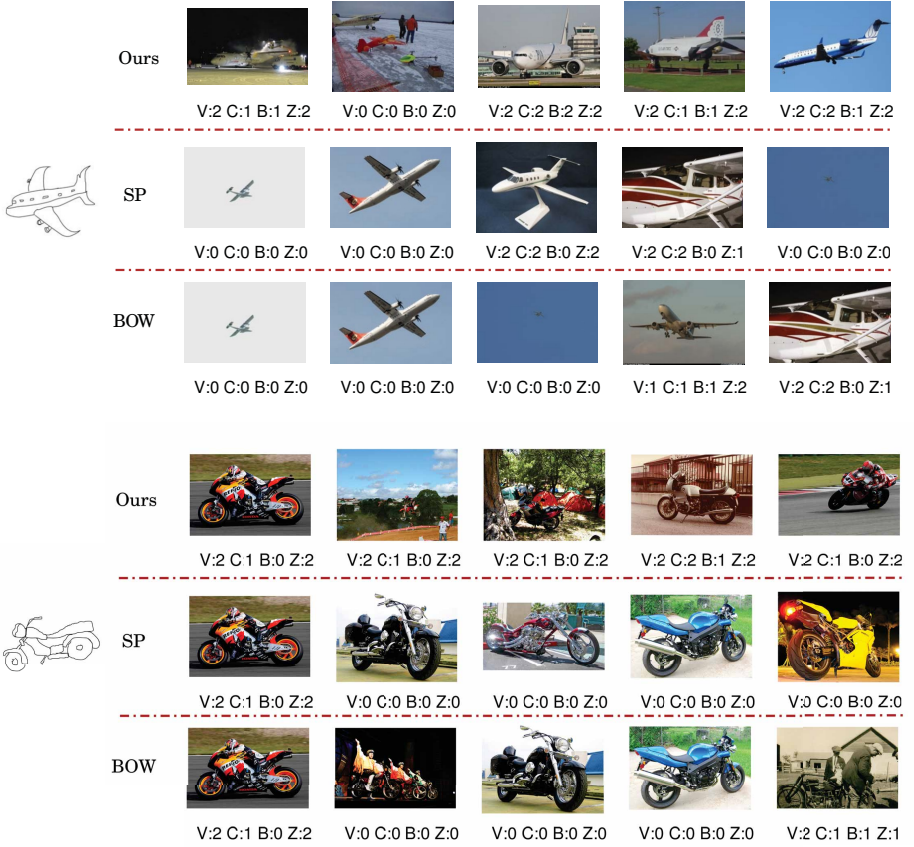 Ours
V:2 C:1 B:1 Z:2 V:0 C:0 B:0 Z:0 V:2 C:2 B:2 Z:2 V:2 C:1 B:1 Z:2 V:2 C:2 B:1 Z:2
SP
V:0 C:0 B:0 Z:0 V:0 C:0 B:0 Z:0 V:2 C:2 B:0 Z:2 V:2 C:2 B:0 Z:1 V:0 C:0 B:0 Z:0
BOW
V:0 C:0 B:0 Z:0 V:0 C:0 B:0 Z:0 V:0 C:0 B:0 Z:0 V:1 C:1 B:1 Z:2 V:2 C:2 B:0 Z:1
Ours
V:2 C:1 B:0 Z:2 V:2 C:1 B:0 Z:2 V:2 C:1 B:0 Z:2 V:2 C:2 B:1 Z:2 V:2 C:1 B:0 Z:2
SP
V:2 C:1 B:0 Z:2 V:0 C:0 B:0 Z:0 V:0 C:0 B:0 Z:0 V:0 C:0 B:0 Z:0 V:0 C:0 B:0 Z:0
BOW
V:2 C:1 B:0 Z:2 V:0 C:0 B:0 Z:0 V:0 C:0 B:0 Z:0 V:0 C:0 B:0 Z:0 V:2 C:1 B:1 Z:1